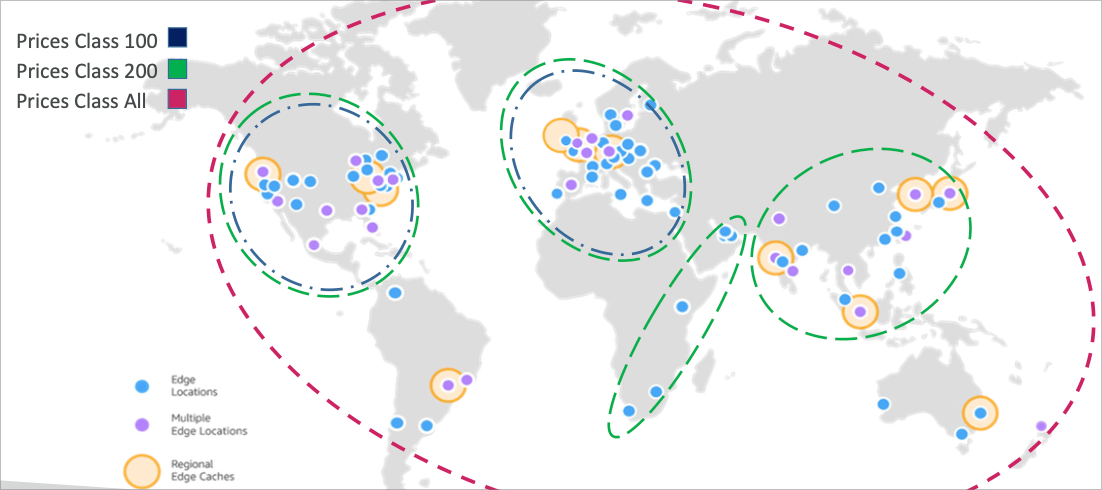 Prices Class 100
Prices Class 200
Prices Class All
Edge
Locations
Multiple
Edge Locations
Regional
Edge Caches